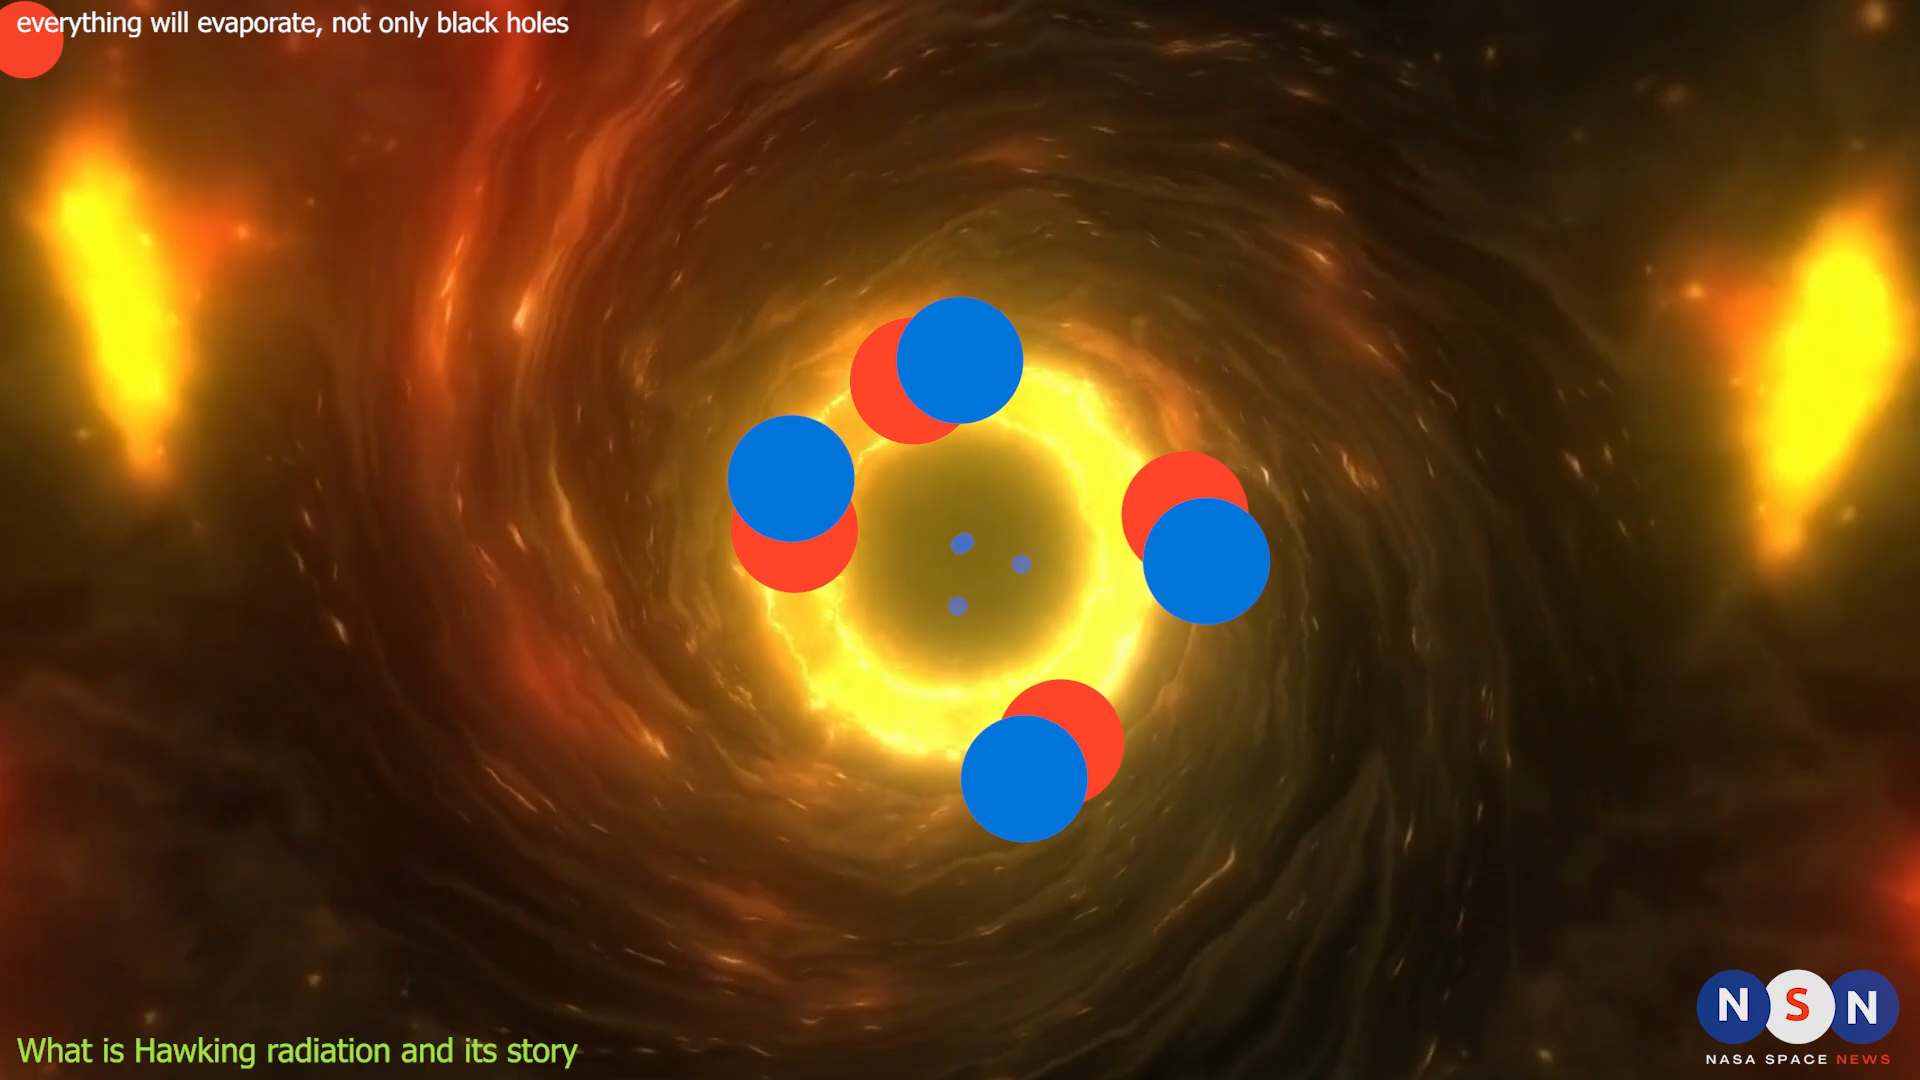 everything will evaporate, not only black holes
What is Hawking radiation and its story
NSN
NASA SPACE NEWS